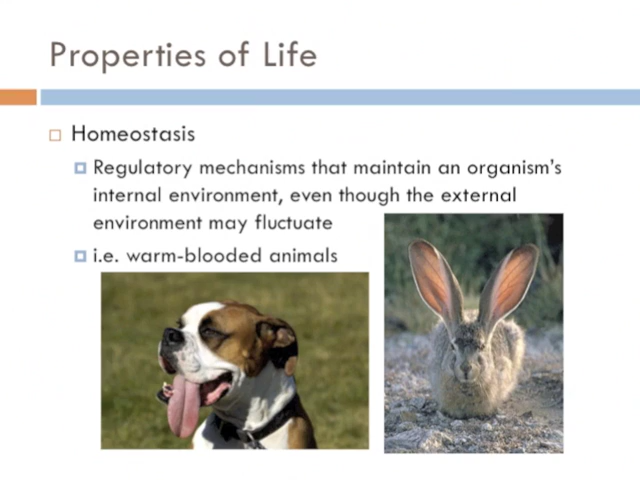 Properties of Life
Homeostasis
Regulatory mechanisms that maintain an organism's
internal environment, even though the external
environment may fluctuate
i.e. warm-blooded animals